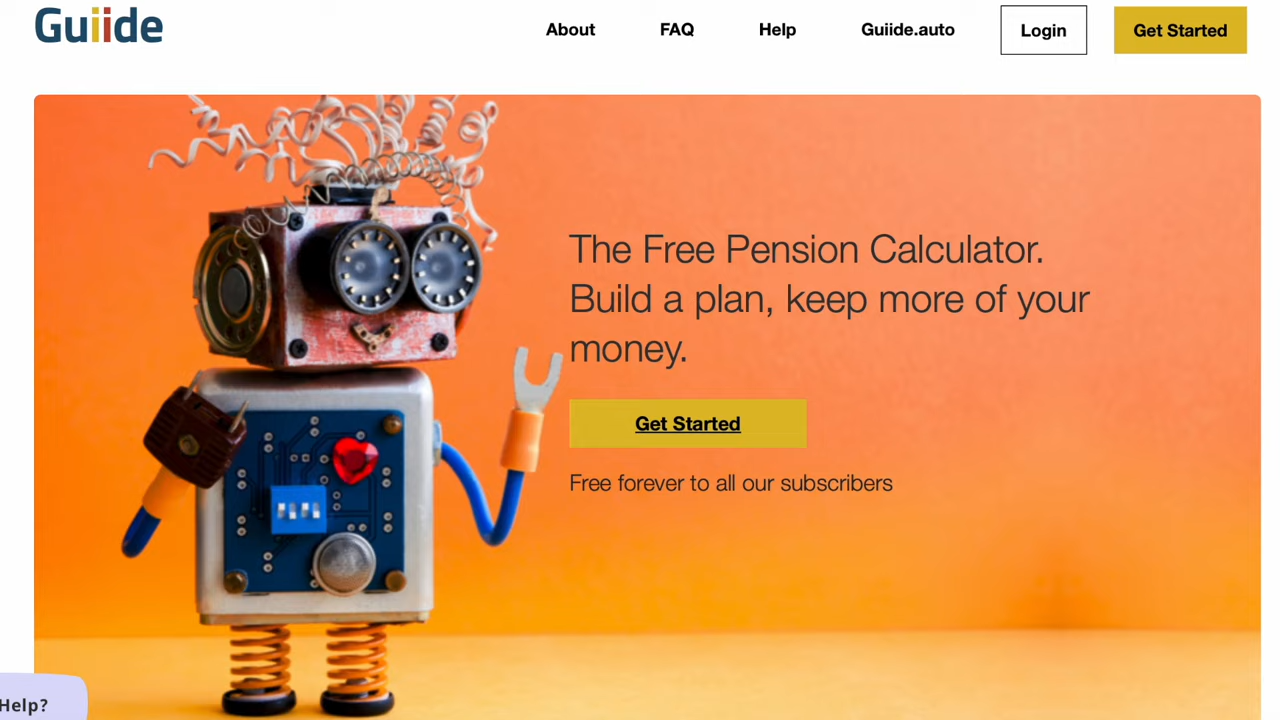 Guiide
About FAQ Help Guiide.auto Login Get Started
The Free Pension Calculator.
Build a plan, keep more of your
money.
Get Started
Free forever to all our subscribers
Help?